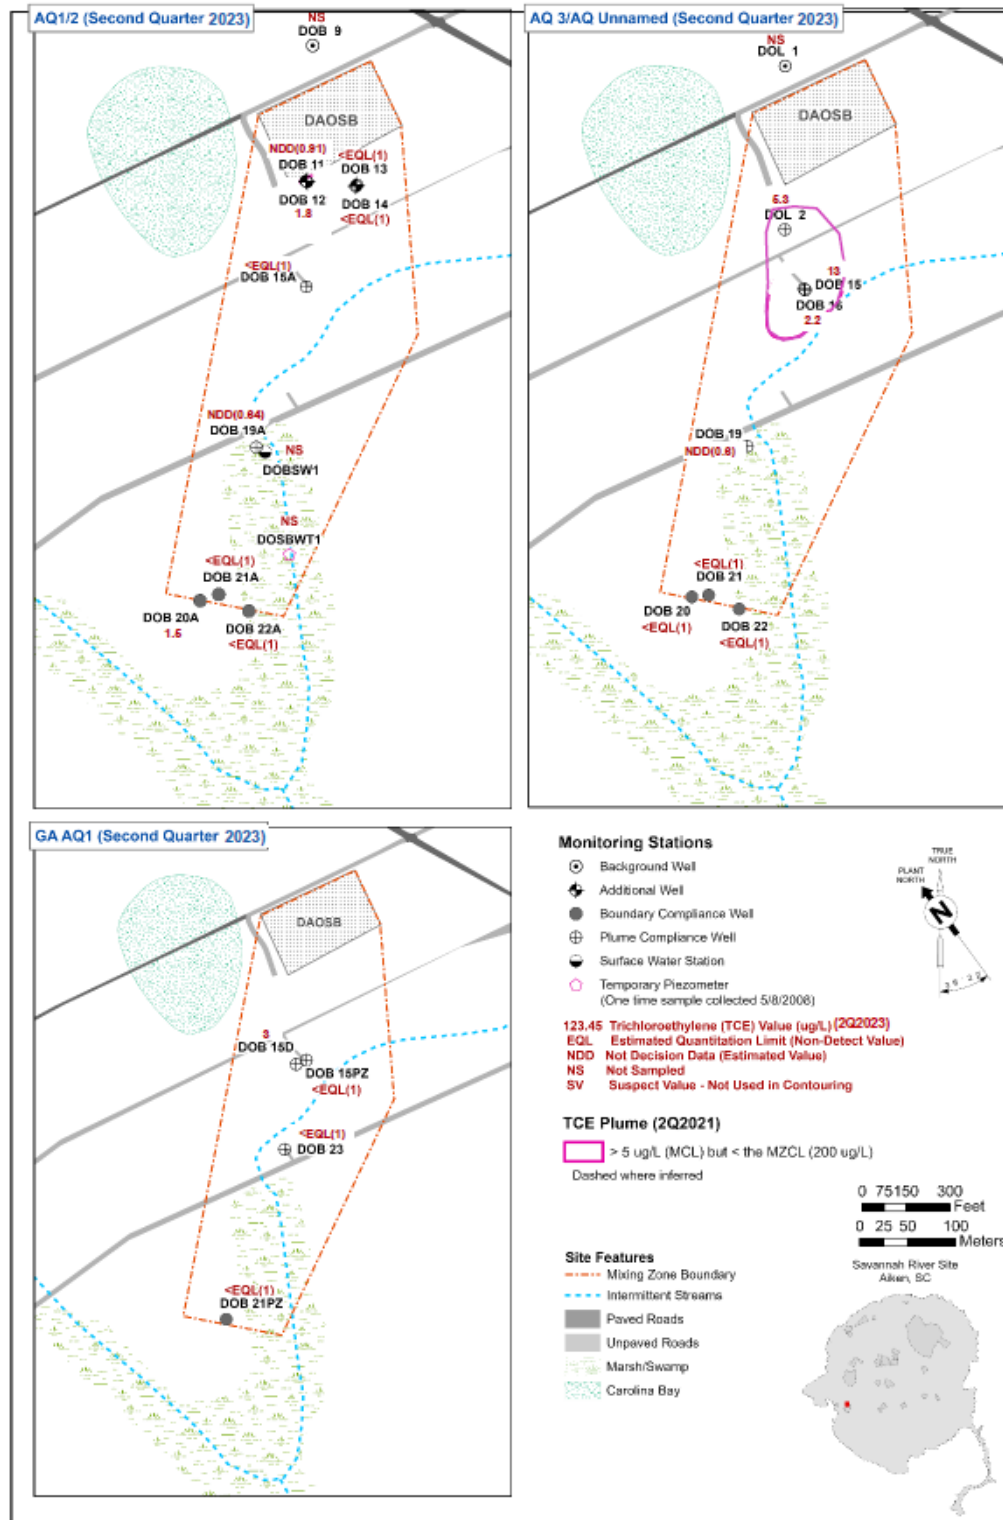 AQ1/2 (Second Quarter 2023)
NS
DOB 9
DAOSB
NDD(0.91)
DOB 11
<EQL(1)
DOB 13
DOB 12
1.8
DOB 14
<EQL(1)
<EQL(1)
DOB 15A
NDD(0.64)
DOB 19A
NS
DOBSW1
NS
DOSBWT1
<EQL(1)
DOB 21A
DOB 20A
1.5
DOB 22A
<EQL(1)
AQ 3/AQ Unnamed (Second Quarter 2023)
NS
DOL 1
DAOSB
5.3
DOL 2
13
DOB 15
DOB 16
2.2
DOB 19
NDD(0.6)
<EQL(1)
DOB 21
DOB 20
<EQL(1)
DOB 22
<EQL(1)
GA AQ1 (Second Quarter 2023)
DAOSB
3
DOB 15D
DOB 15PZ
<EQL(1)
<EQL(1)
DOB 23
<EQL(1)
DOB 21PZ
Monitoring Stations
Background Well
Additional Well
Boundary Compliance Well
Plume Compliance Well
Surface Water Station
Temporary Piezometer
(One time sample collected 5/8/2008)
TRUE
NORTH
PLANT
NORTH
N
123.45 Trichloroethylene (TCE) Value (ug/L) (2Q2023)
EQL Estimated Quantitation Limit (Non-Detect Value)
NDD Not Decision Data (Estimated Value)
NS Not Sampled
SV Suspect Value - Not Used in Contouring
TCE Plume (2Q2021)
> 5 ug/L (MCL) but < the MZCL (200 ug/L)
Dashed where inferred
0 75150 300
Feet
0 25 50 100
Meters
Savannah River Site
Aiken, SC
Site Features
Mixing Zone Boundary
Intermittent Streams
Paved Roads
Unpaved Roads
Marsh/Swamp
Carolina Bay